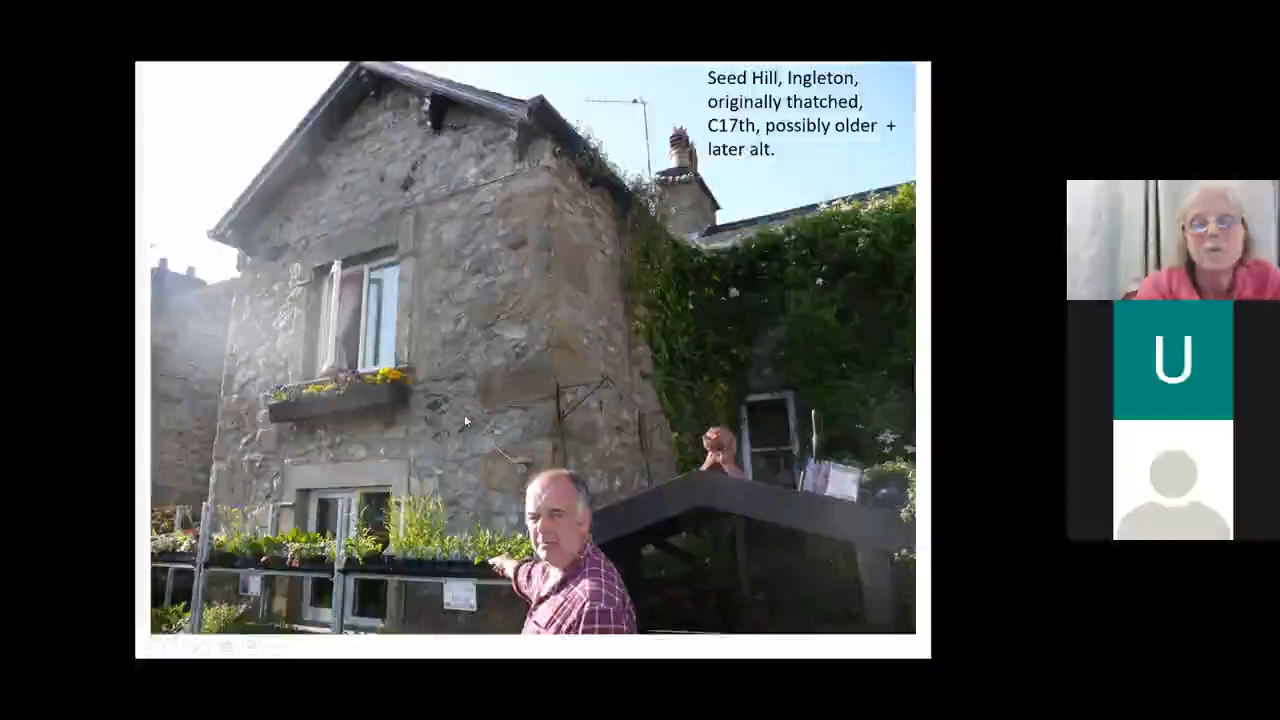 Seed Hill, Ingleton,
originally thatched,
C17th, possibly older +
later alt.
U